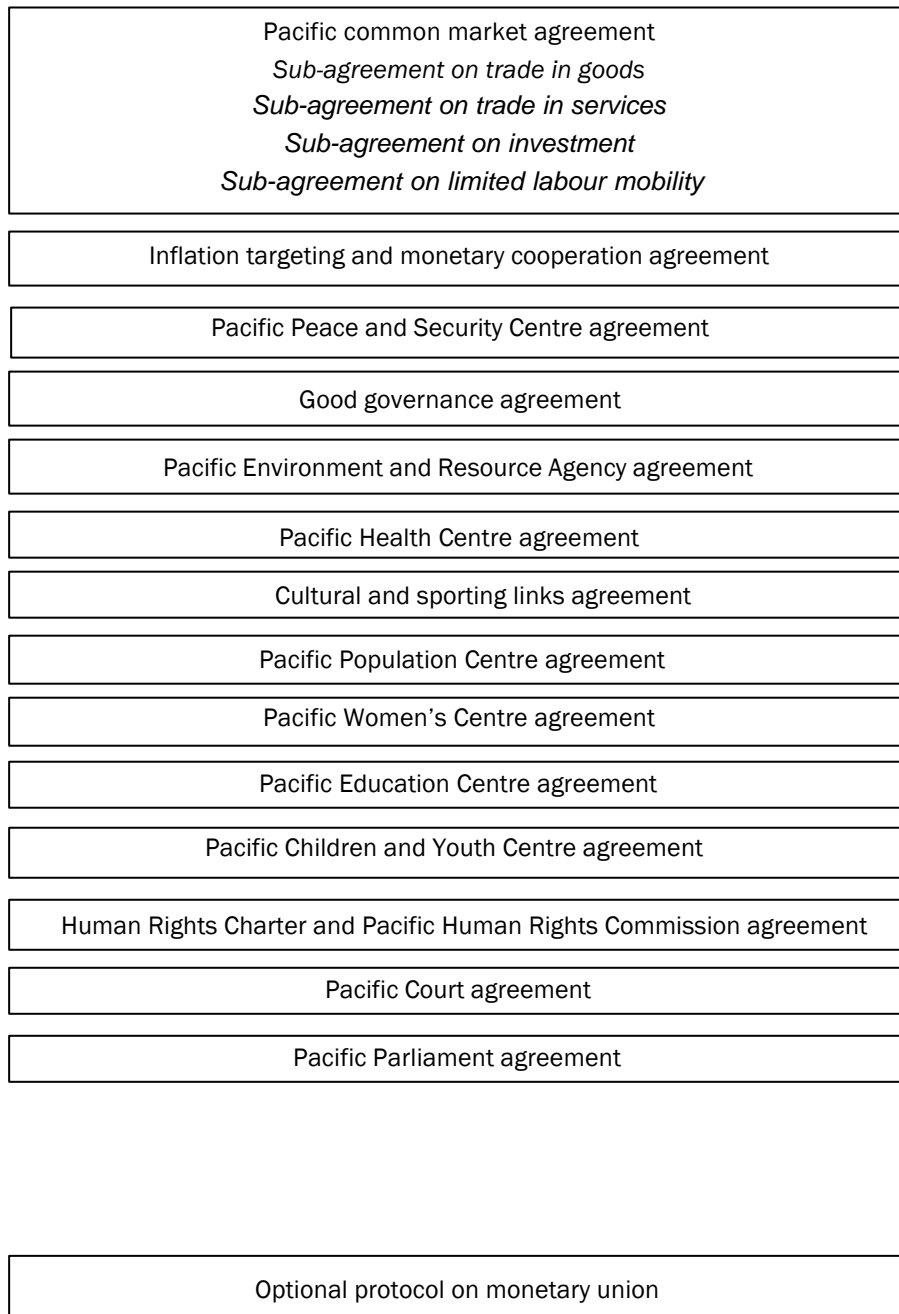 Pacific common market agreement
Sub-agreement on trade in goods
Sub-agreement on trade in services
Sub-agreement on investment
Sub-agreement on limited labour mobility
Inflation targeting and monetary cooperation agreement
Pacific Peace and Security Centre agreement
Good governance agreement
Pacific Environment and Resource Agency agreement
Pacific Health Centre agreement
Cultural and sporting links agreement
Pacific Population Centre agreement
Pacific Women’s Centre agreement
Pacific Education Centre agreement
Pacific Children and Youth Centre agreement
Human Rights Charter and Pacific Human Rights Commission agreement
Pacific Court agreement
Pacific Parliament agreement
Optional protocol on monetary union